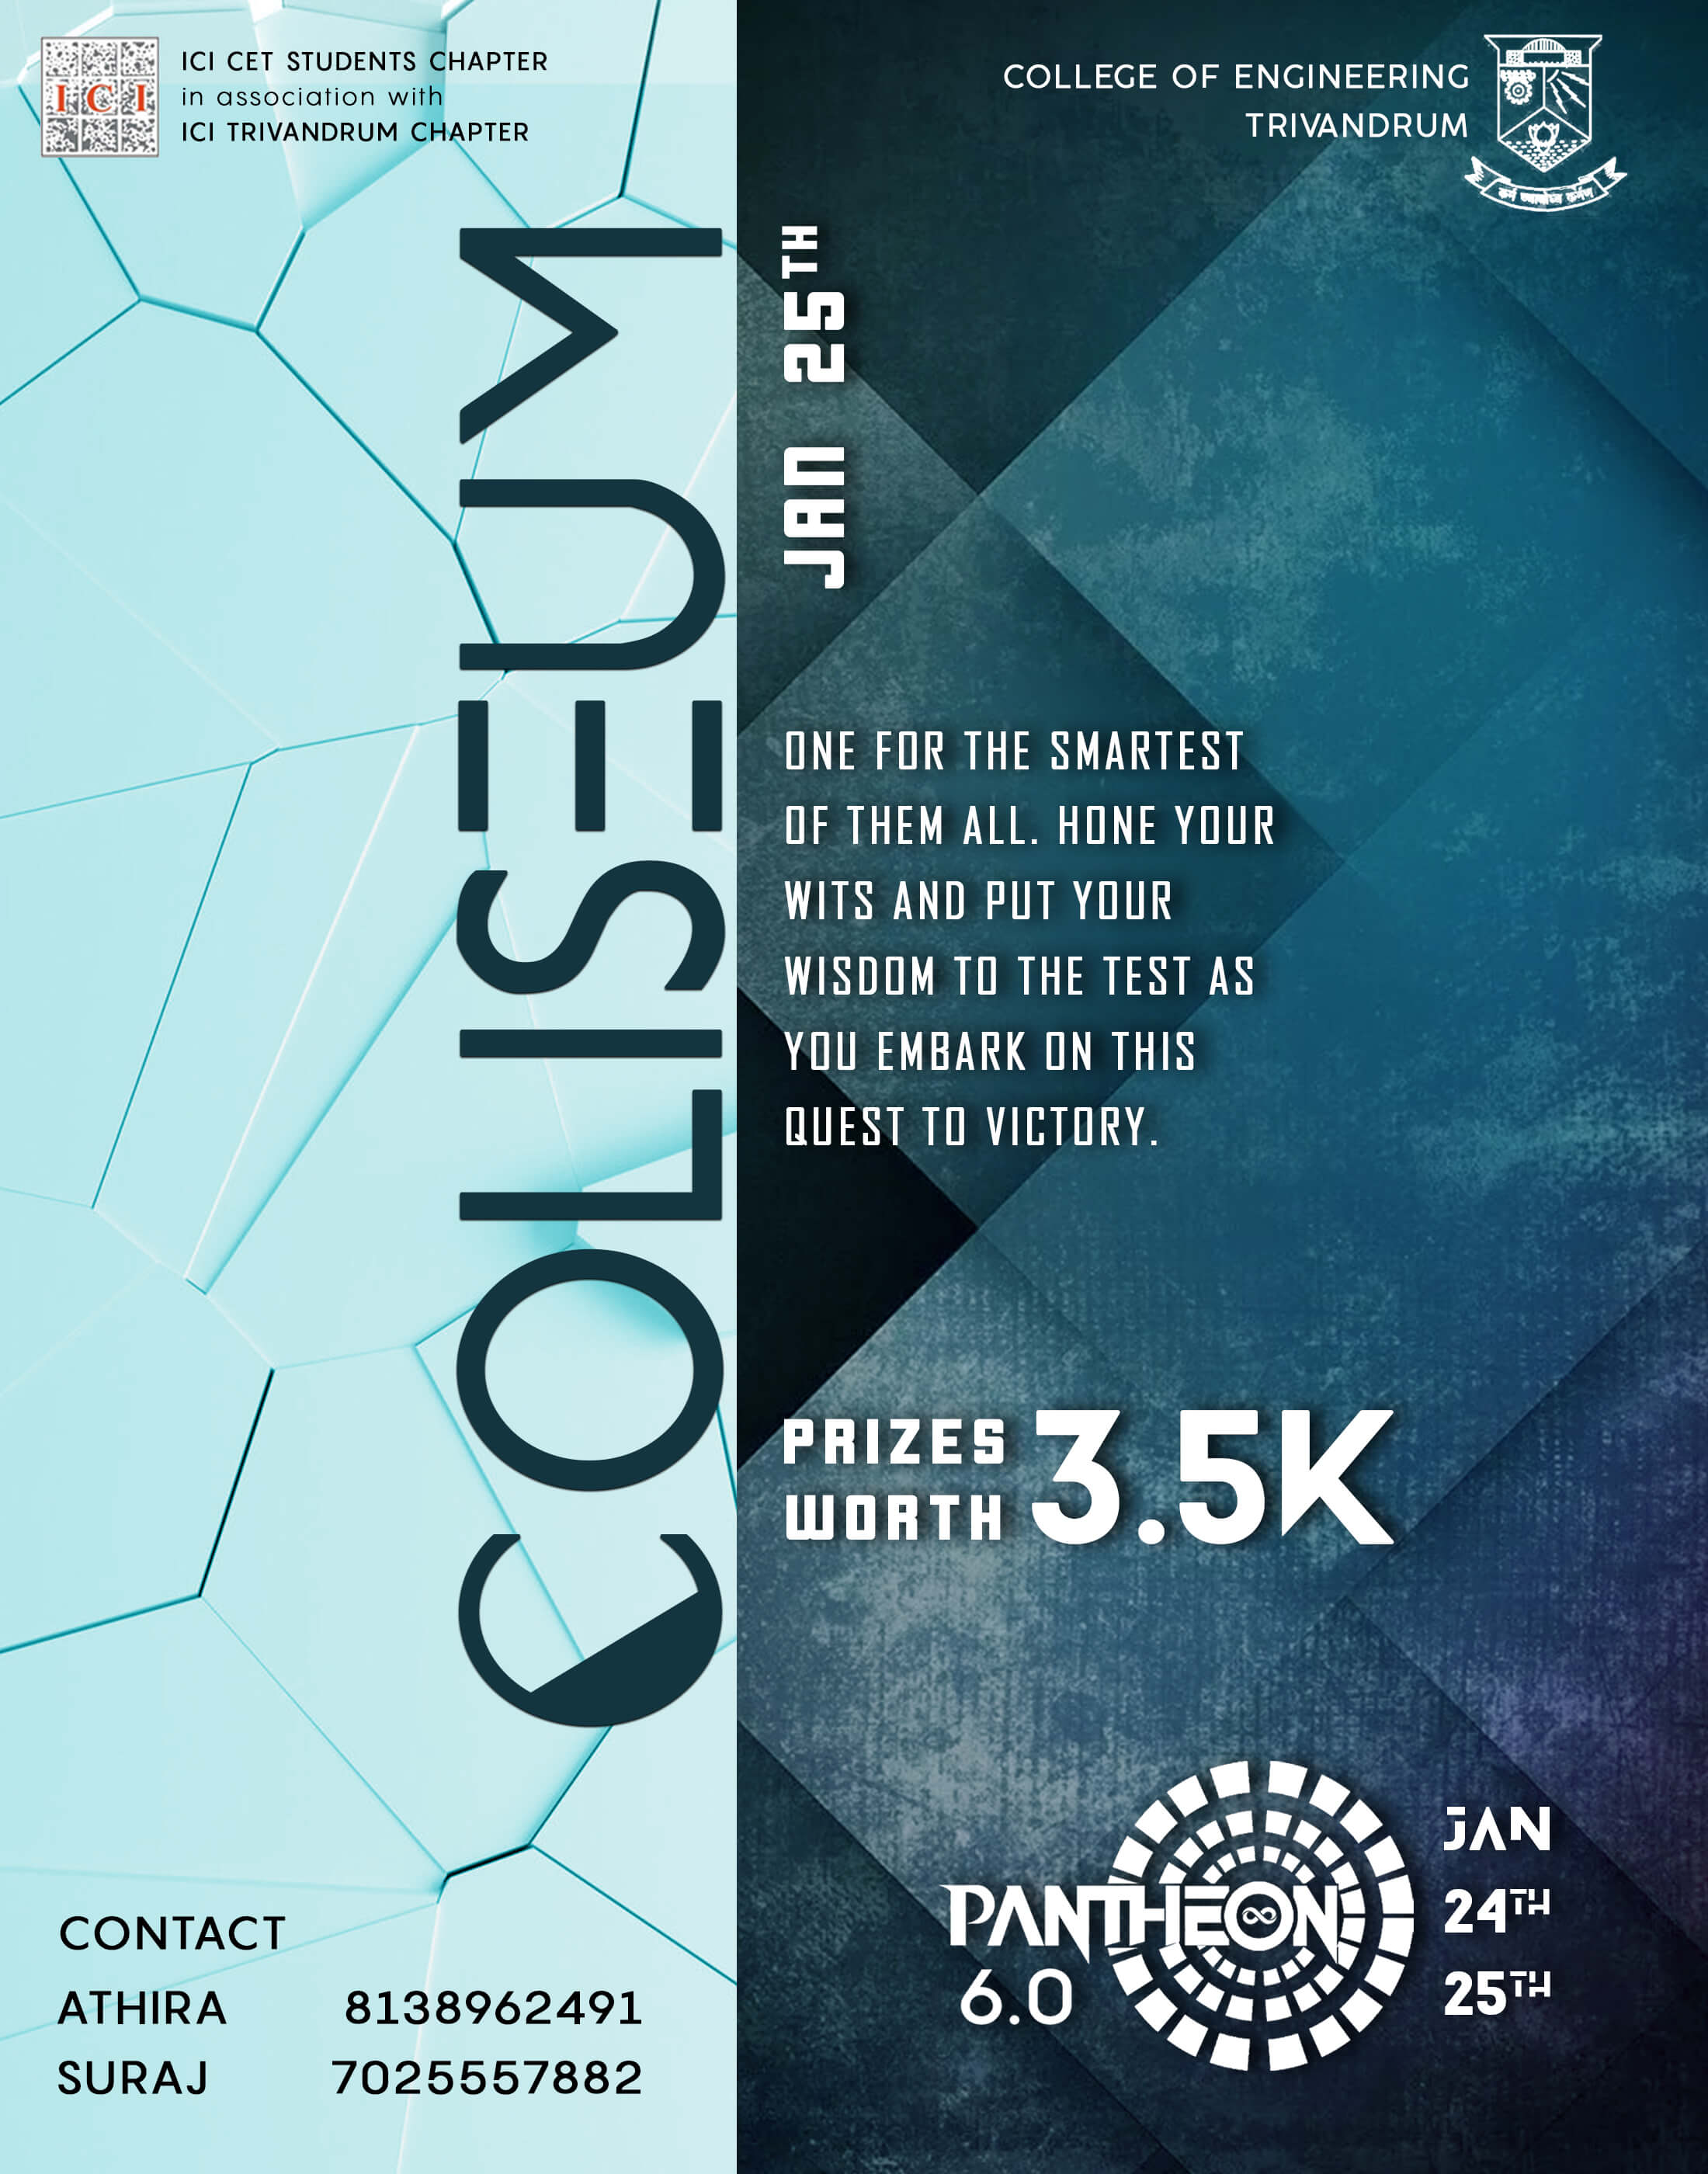 ICI
ICI CET STUDENTS CHAPTER
in association with
ICI TRIVANDRUM CHAPTER
COLLEGE OF ENGINEERING
TRIVANDRUM
COLISEUM
JAN 25TH
ONE FOR THE SMARTEST
OF THEM ALL. HONE YOUR
WITS AND PUT YOUR
WISDOM TO THE TEST AS
YOU EMBARK ON THIS
QUEST TO VICTORY.
PRIZES
WORTH 3.5K
PANTHEON
6.0
JAN
24TH
25TH
CONTACT
ATHIRA 8138962491
SURAJ 7025557882